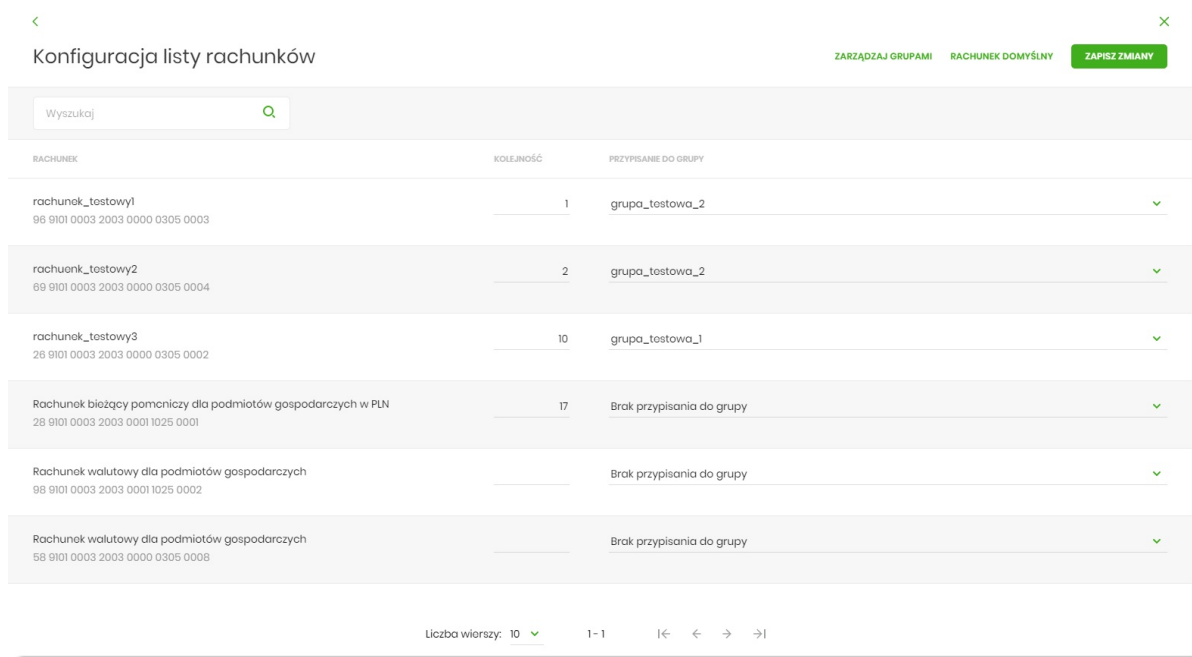 Konfiguracja listy rachunków
ZARZĄDZAJ GRUPAMI RACHUNEK DOMYŚLNY ZAPISZ ZMIANY
Wyszukaj
RACHUNEK KOLEJNOŚĆ PRZYPISANIE DO GRUPY
rachunek_testowy1 1 grupa_testowa_2
96 9101 0003 2003 0000 0305 0003
rachuenk_testowy2 2 grupa_testowa_2
69 9101 0003 2003 0000 0305 0004
rachunek_testowy3 10 grupa_testowa_1
26 9101 0003 2003 0000 0305 0002
Rachunek bieżący pomcniczy dla podmiotów gospodarczych w PLN 17 Brak przypisania do grupy
28 9101 0003 2003 0001 1025 0001
Rachunek walutowy dla podmiotów gospodarczych Brak przypisania do grupy
98 9101 0003 2003 0001 1025 0002
Rachunek walutowy dla podmiotów gospodarczych Brak przypisania do grupy
58 9101 0003 2003 0000 0305 0008
Liczba wierszy: 10 1 - 1